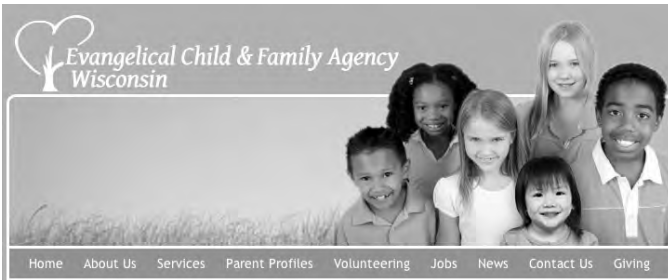 Evangelical Child & Family Agency
Wisconsin
Home About Us Services Parent Profiles Volunteering Jobs News Contact Us Giving